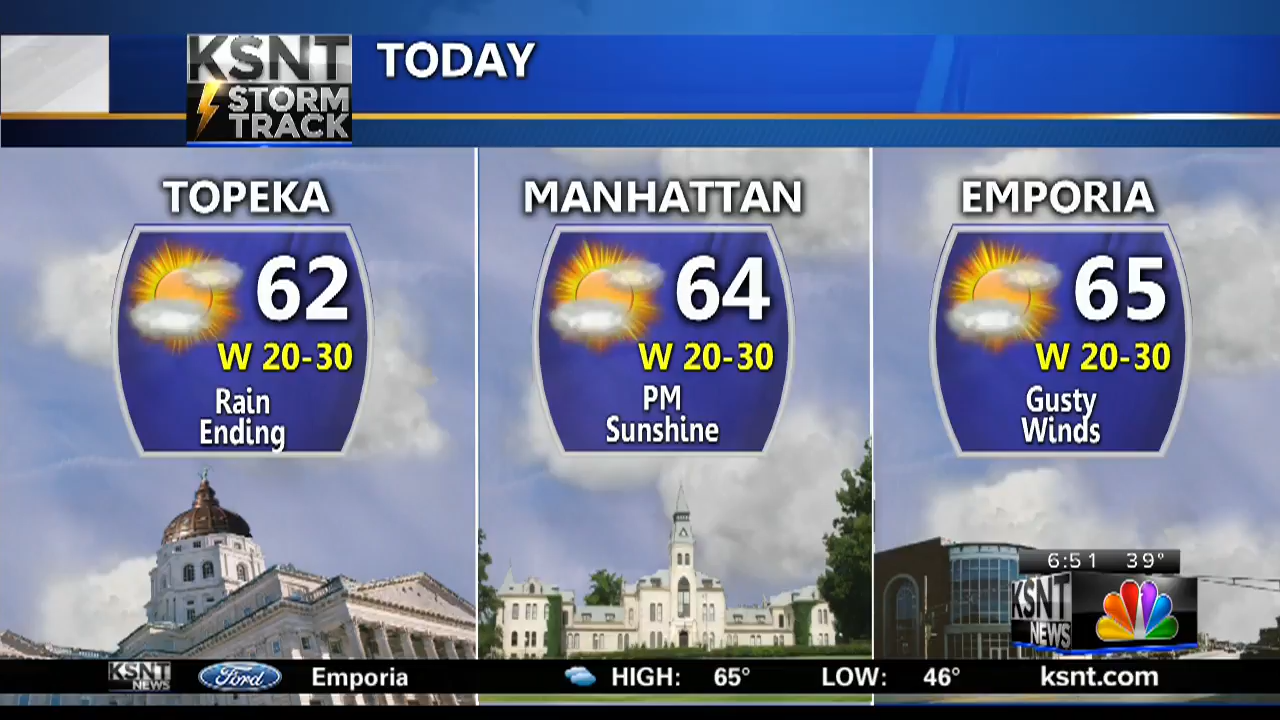 KSNT
STORM
TRACK
TODAY
TOPEKA
62
W 20-30
Rain
Ending
MANHATTAN
64
W 20-30
PM
Sunshine
EMPORIA
65
W 20-30
Gusty
Winds
6:51 39°
KSNT
NEWS
KSNT
NEWS
Ford
Emporia
HIGH: 65° LOW: 46°
ksnt.com